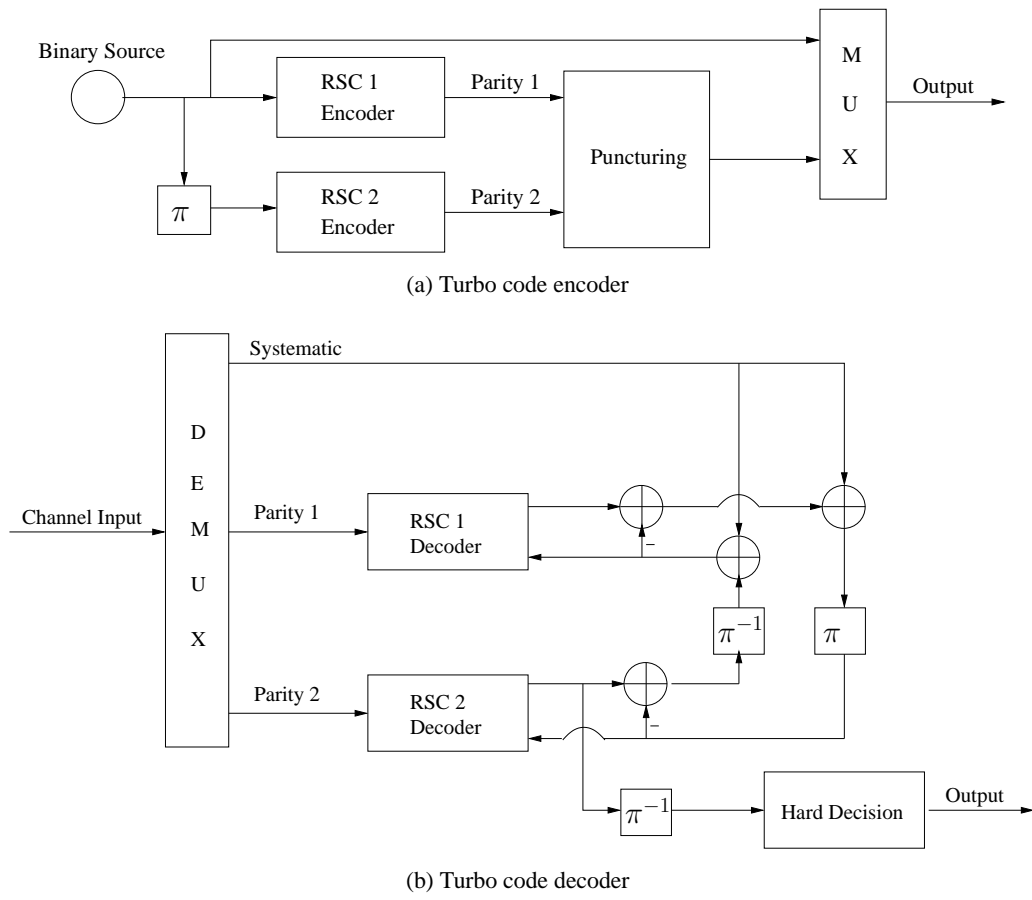 Binary Source
RSC 1
Encoder
Parity 1
π
RSC 2
Encoder
Parity 2
Puncturing
M
U
X
Output
(a) Turbo code encoder
Channel Input
D
E
M
U
X
Systematic
Parity 1
RSC 1
Decoder
–
π⁻¹
π
Parity 2
RSC 2
Decoder
–
π⁻¹
Hard Decision
Output
(b) Turbo code decoder